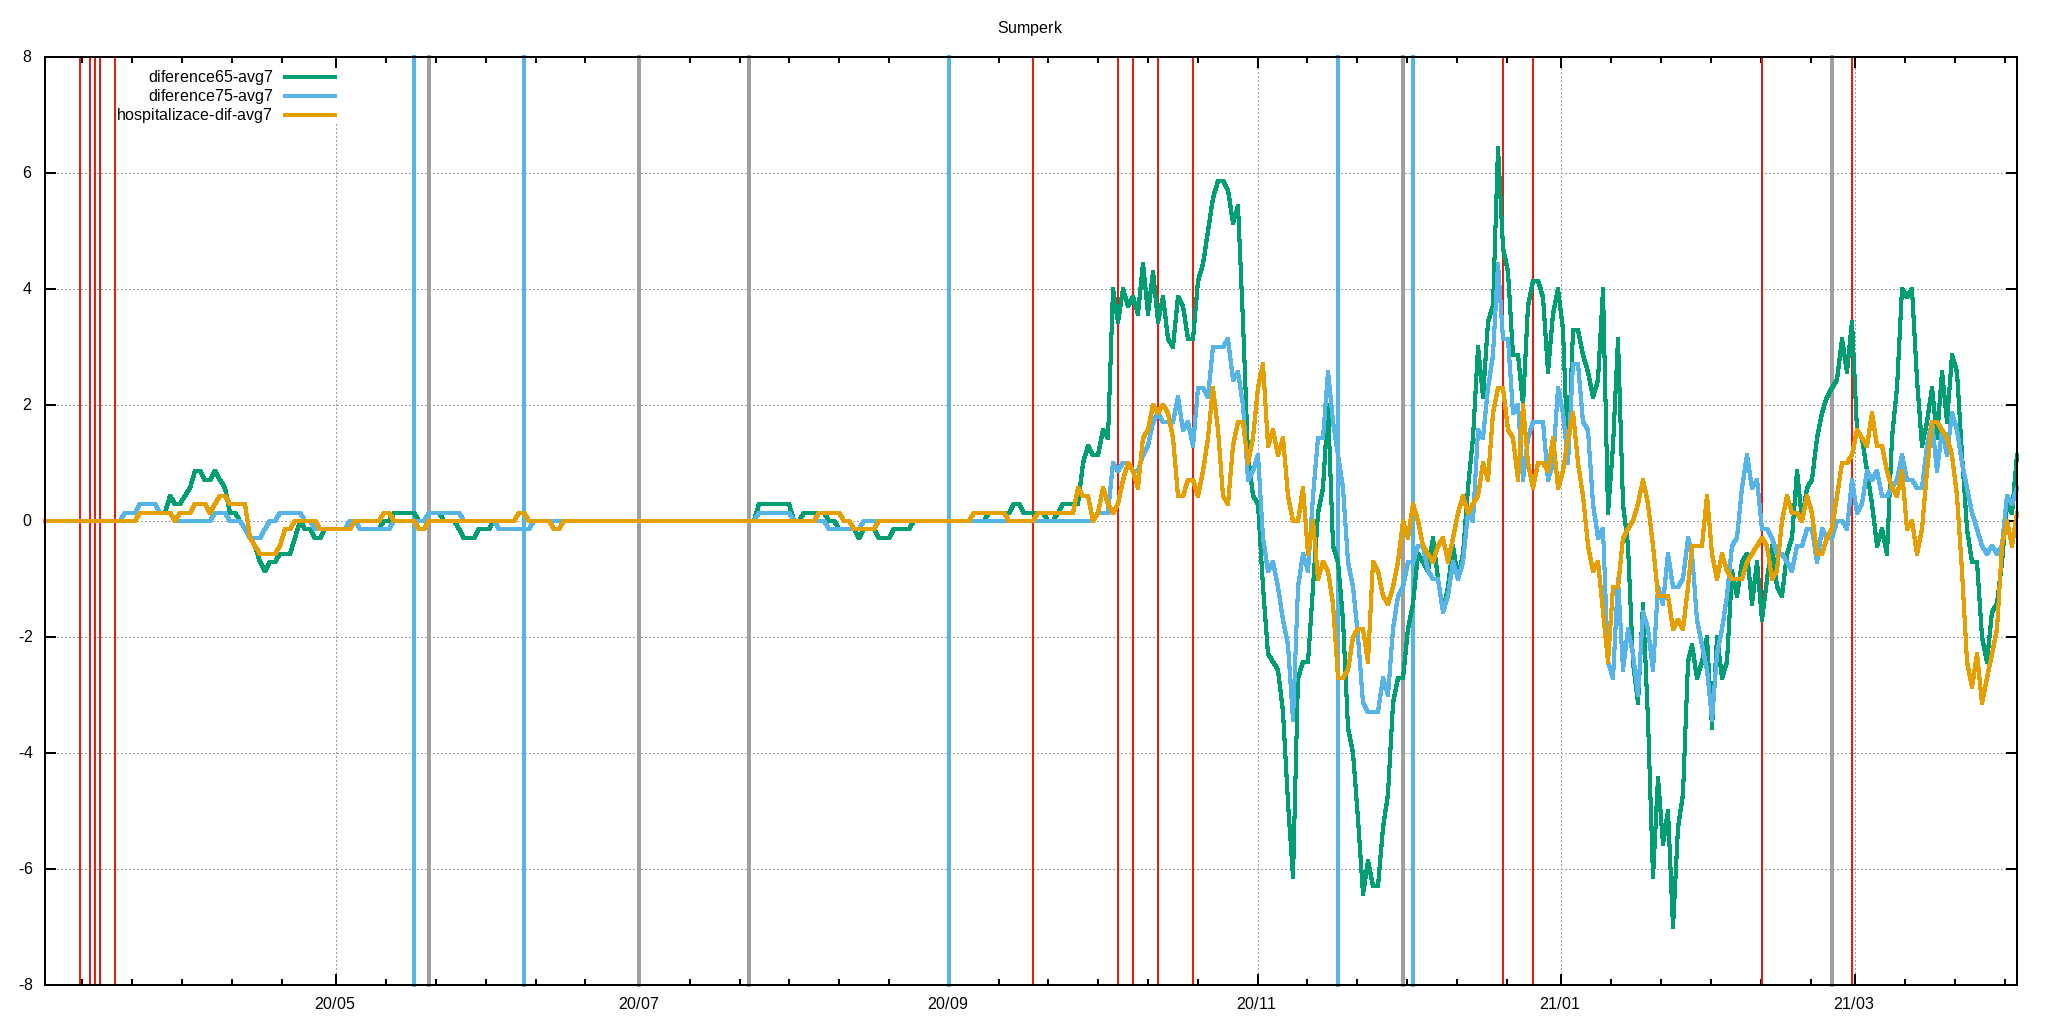 Sumperk
8
diference65-avg7
diference75-avg7
hospitalizace-dif-avg7
6
4
2
0
-2
-4
-6
-8
20/05 20/07 20/09 20/11 21/01 21/03